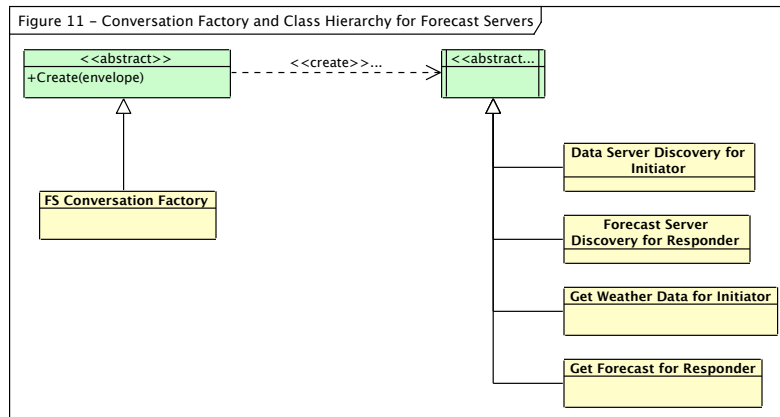 Figure 11 – Conversation Factory and Class Hierarchy for Forecast Servers
<<abstract>>
+Create(envelope)
<<create>>...
<<abstract...
FS Conversation Factory
Data Server Discovery for
Initiator
Forecast Server
Discovery for Responder
Get Weather Data for Initiator
Get Forecast for Responder